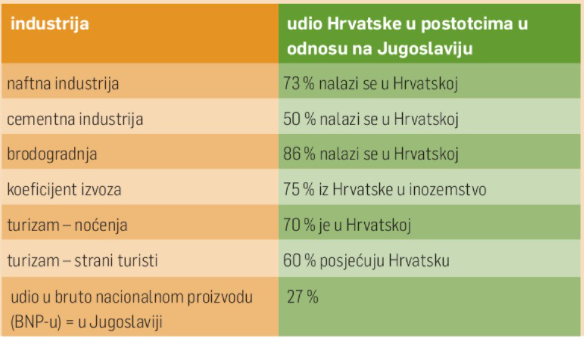 industrija
udio Hrvatske u postotcima u
odnosu na Jugoslaviju
naftna industrija
73 % nalazi se u Hrvatskoj
cementna industrija
50 % nalazi se u Hrvatskoj
brodogradnja
86 % nalazi se u Hrvatskoj
koeficijent izvoza
75 % iz Hrvatske u inozemstvo
turizam – noćenja
70 % je u Hrvatskoj
turizam – strani turisti
60 % posjećuju Hrvatsku
udio u bruto nacionalnom proizvodu
(BNP-u) = u Jugoslaviji
27 %